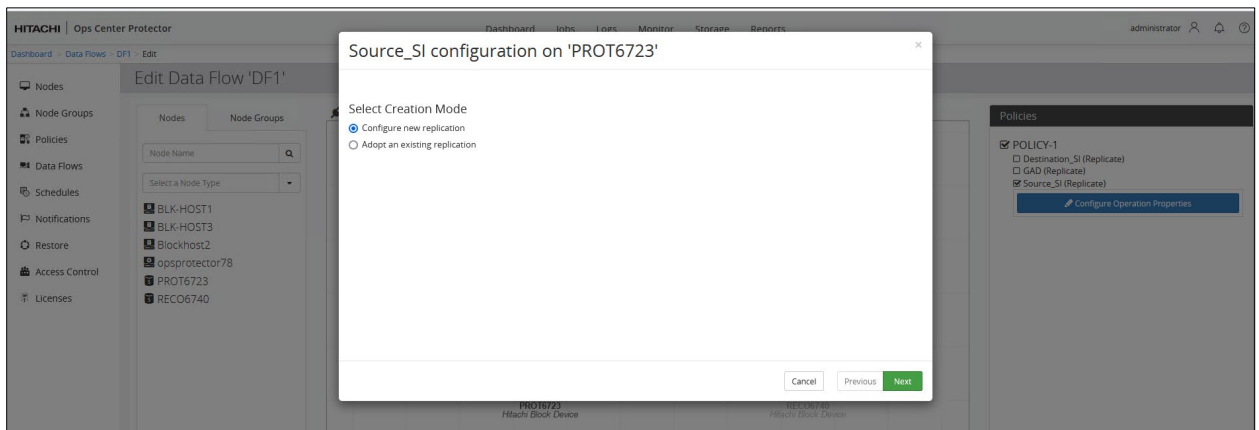 HITACHI Ops Center Protector
Dashboard Jobs Logs Monitor Storage Reports
administrator
Dashboard > Data Flows > DF1 > Edit
Edit Data Flow 'DF1'
Nodes
Node Groups
Policies
Data Flows
Schedules
Notifications
Restore
Access Control
Licenses
Nodes Node Groups
Node Name
Select a Node Type
BLK-HOST1
BLK-HOST3
Blockhost2
opsprotector78
PROT6723
RECO6740
Source_SI configuration on 'PROT6723'
×
Select Creation Mode
Configure new replication
Adopt an existing replication
Cancel Previous Next
PROT6723
Hitachi Block Device
RECO6740
Hitachi Block Device
Policies
POLICY-1
Destination_SI (Replicate)
GAD (Replicate)
Source_SI (Replicate)
Configure Operation Properties